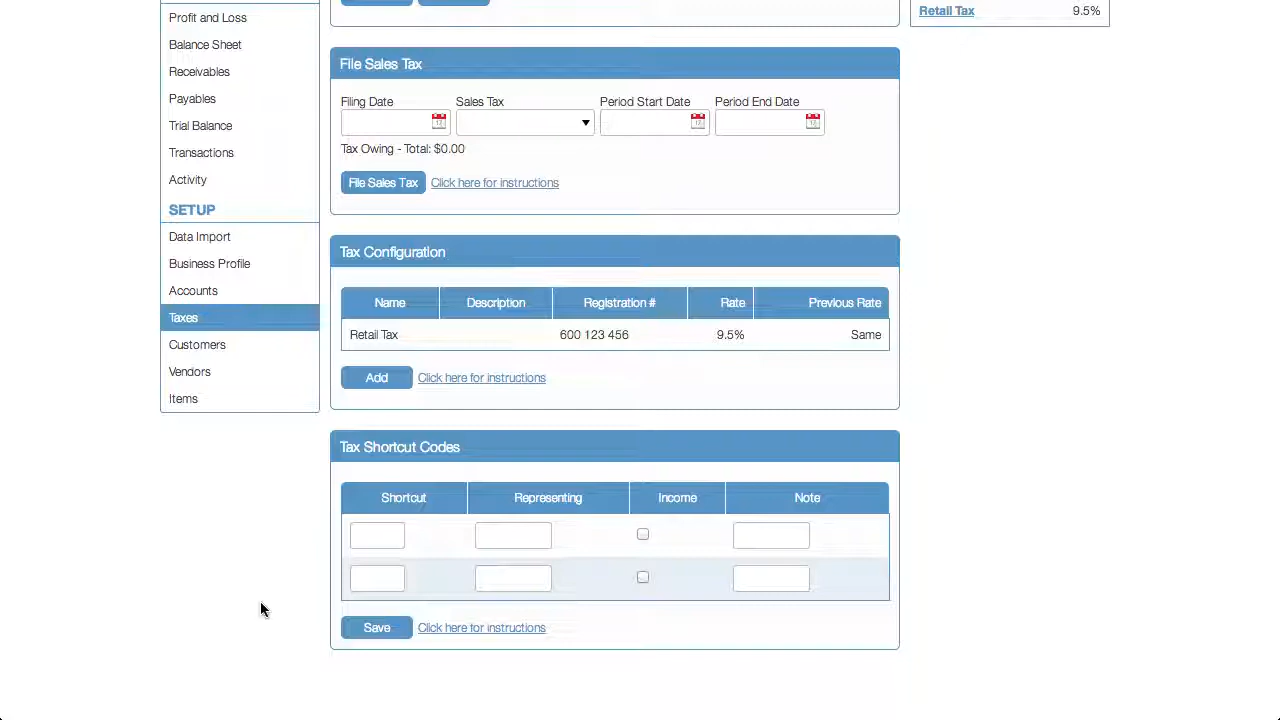 Profit and Loss
Balance Sheet
Receivables
Payables
Trial Balance
Transactions
Activity
SETUP
Data Import
Business Profile
Accounts
Taxes
Customers
Vendors
Items
File Sales Tax
Filing Date Sales Tax Period Start Date Period End Date
Tax Owing - Total: $0.00
File Sales Tax Click here for instructions
Tax Configuration
Name Description Registration # Rate Previous Rate
Retail Tax 600 123 456 9.5% Same
Add Click here for instructions
Tax Shortcut Codes
Shortcut Representing Income Note
Save Click here for instructions
Retail Tax 9.5%